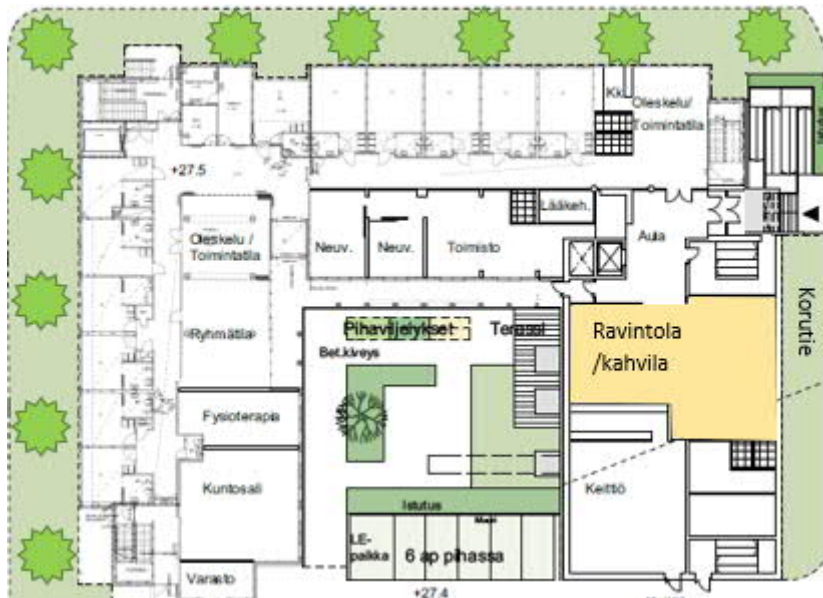 Kk
Oleskelu/
Toimintatila
Istutus
+27.5
Lääkeh.
Oleskelu /
Toimintatila
Neuv.
Neuv.
Toimisto
Aula
Korutie
Ryhmätila
Pihaviljelykset
Terassi
Bet.kiveys
Ravintola
/kahvila
Fysioterapia
Kuntosali
Keittiö
Istutus
LE-
paikka
6 ap pihassa
Varasto
+27.4